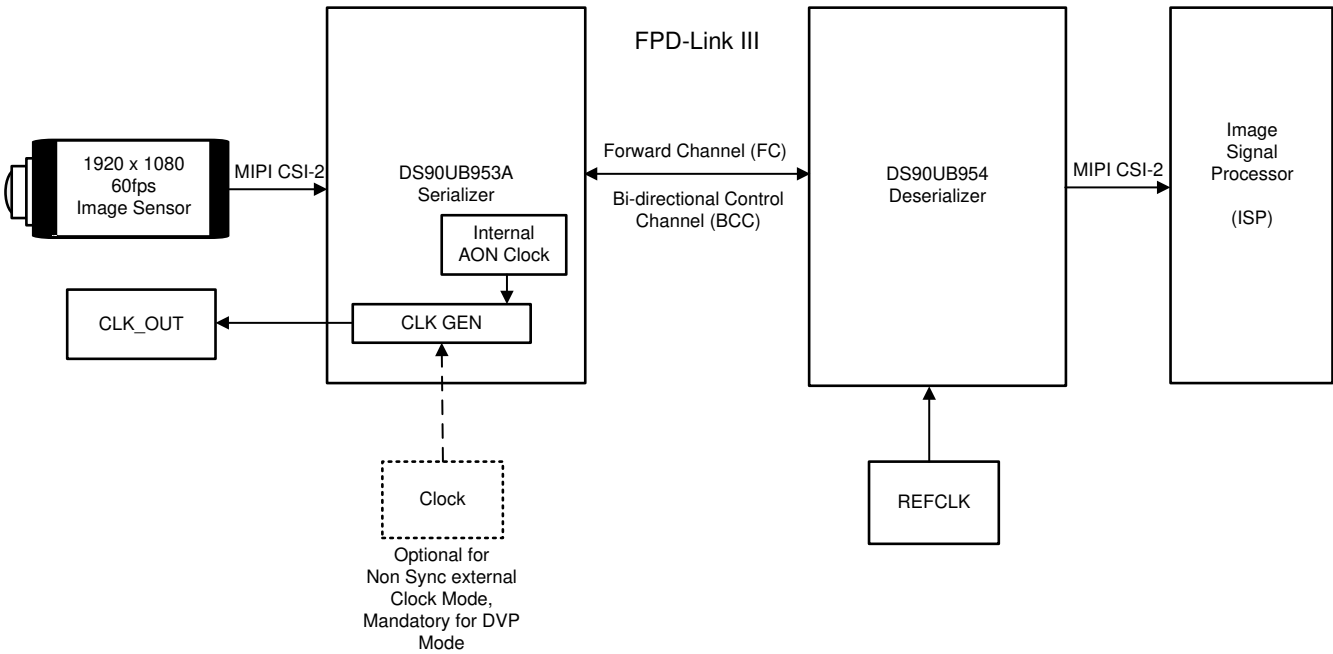 FPD-Link III
1920 x 1080
60fps
Image Sensor
MIPI CSI-2
DS90UB953A
Serializer
Internal
AON Clock
CLK GEN
CLK_OUT
Clock
Optional for
Non Sync external
Clock Mode,
Mandatory for DVP
Mode
Forward Channel (FC)
Bi-directional Control
Channel (BCC)
DS90UB954
Deserializer
REFCLK
MIPI CSI-2
Image
Signal
Processor
(ISP)